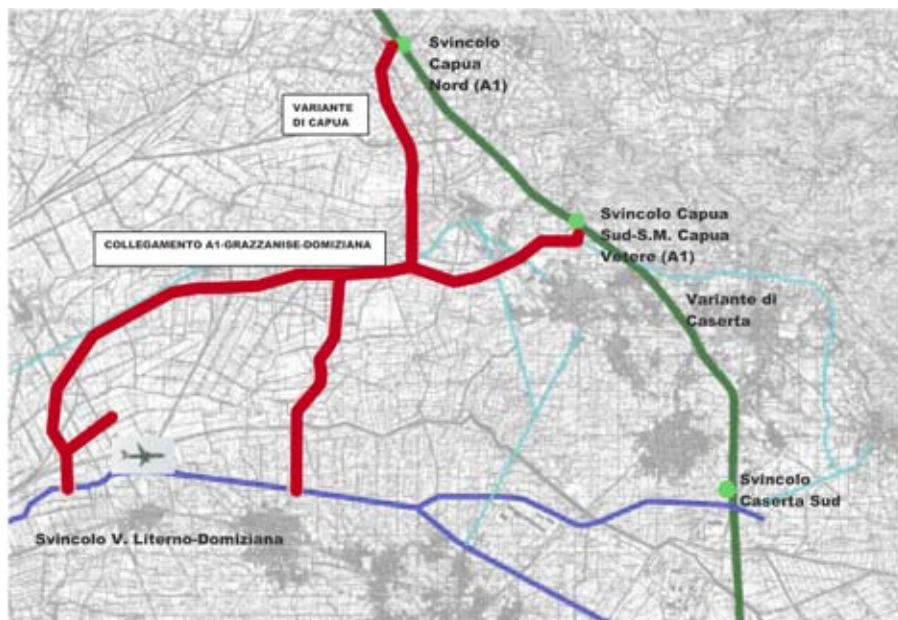 Svincolo
Capua
Nord (A1)
VARIANTE
DI CAPUA
Svincolo Capua
Sud-S.M. Capua
Vetere (A1)
COLLEGAMENTO A1-GRAZZANISE-DOMIZIANA
Variante di
Caserta
Svincolo
Caserta Sud
Svincolo V. Literno-Domiziana